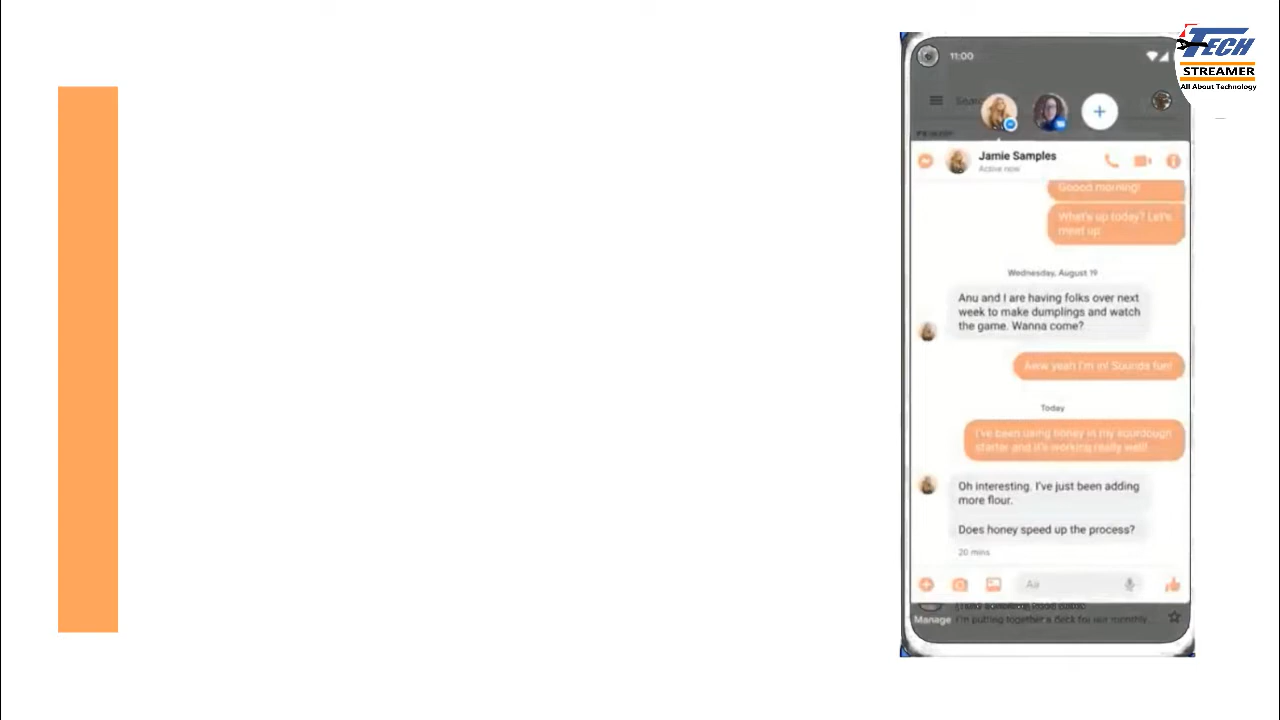 TECH
STREAMER
All About Technology
11:00
Jamie Samples
Active now
Goood morning!
What's up today? Let's
meet up
Wednesday, August 19
Anu and I are having folks over next
week to make dumplings and watch
the game. Wanna come?
Aww yeah I'm in! Sounds fun!
Today
I've been using honey in my sourdough
starter and it's working really well!
Oh interesting. I've just been adding
more flour.
Does honey speed up the process?
20 mins
Aa
Manage
I'm putting together a deck for our monthly...